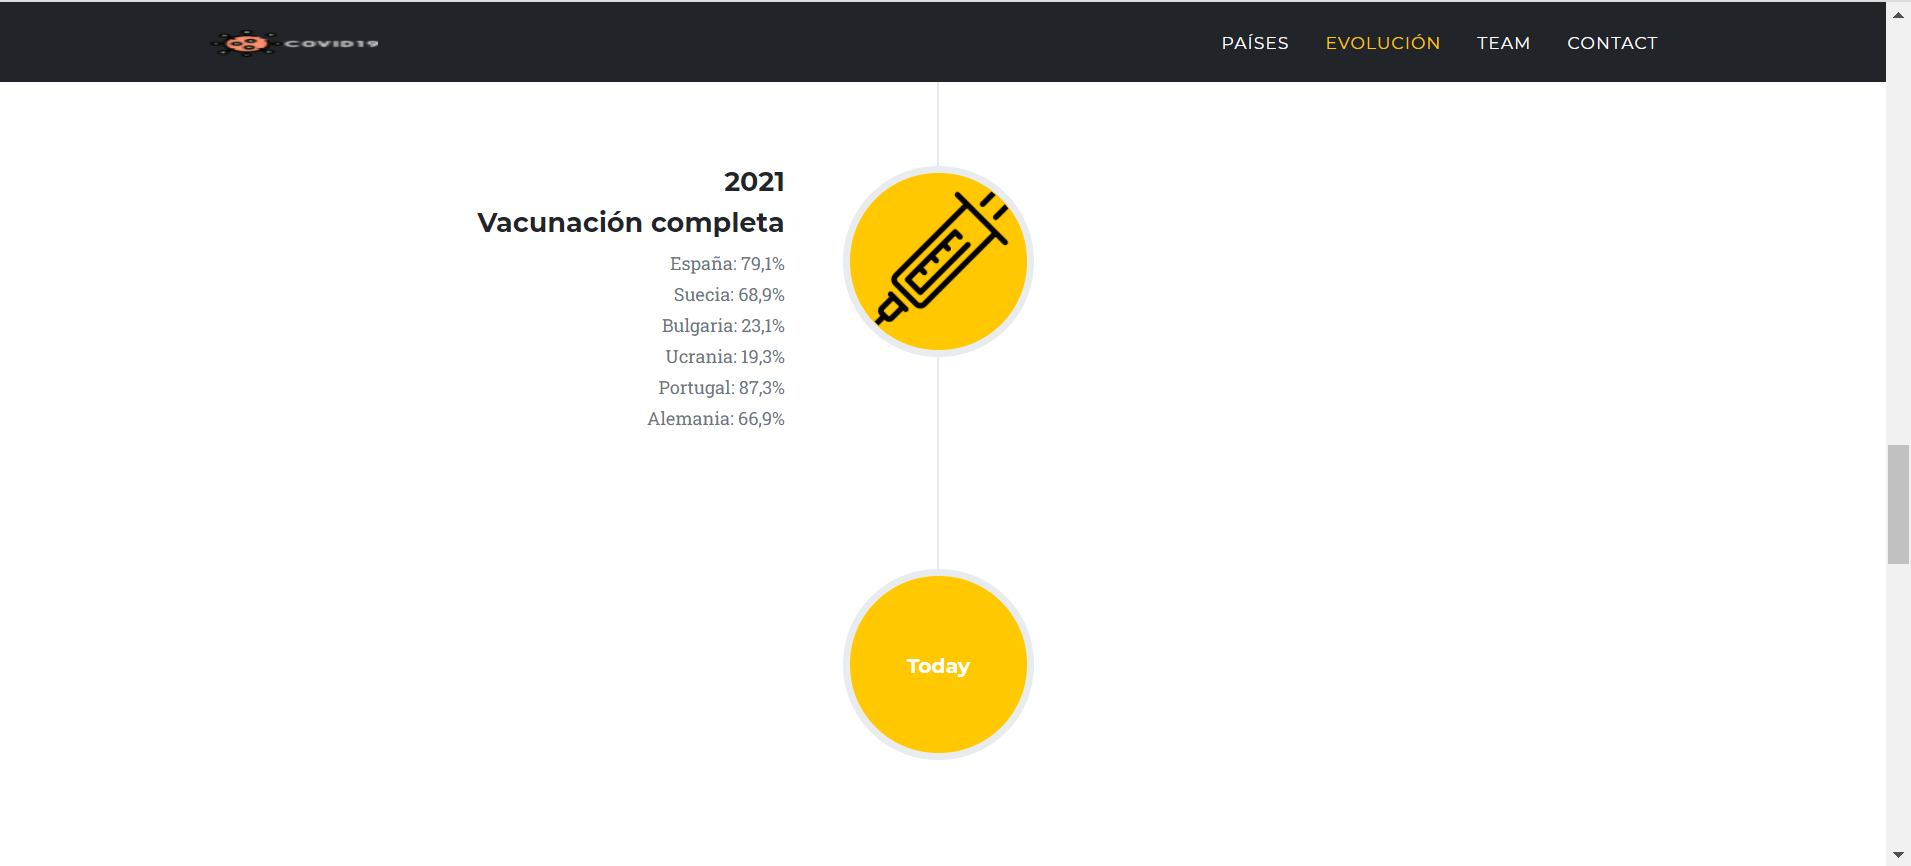 COVID19
PAÍSES EVOLUCIÓN TEAM CONTACT
2021
Vacunación completa
España: 79,1%
Suecia: 68,9%
Bulgaria: 23,1%
Ucrania: 19,3%
Portugal: 87,3%
Alemania: 66,9%
Today